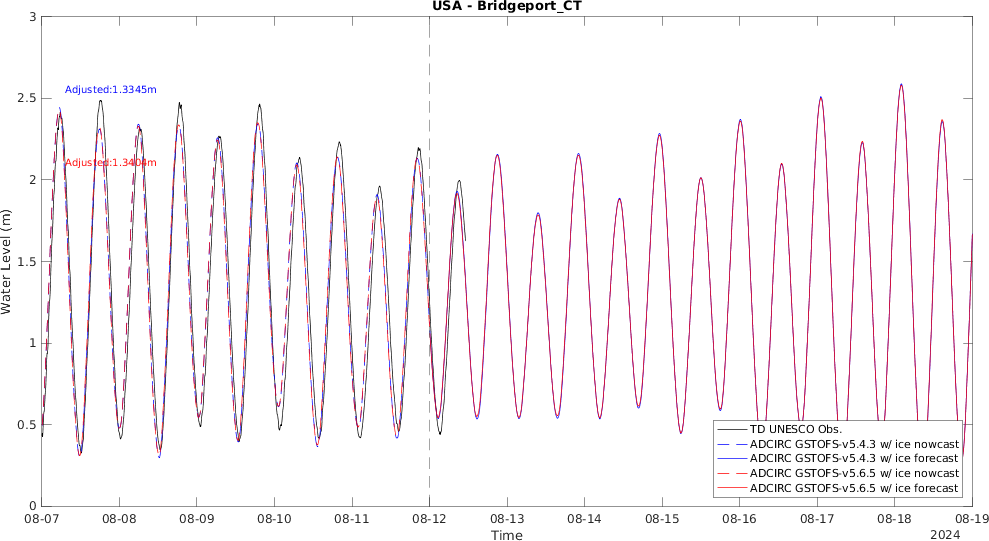 USA - Bridgeport_CT
3
2.5
2
1.5
1
0.5
0
Water Level (m)
Adjusted:1.3345m
Adjusted:1.3404m
TD UNESCO Obs.
ADCIRC GSTOFS-v5.4.3 w/ ice nowcast
ADCIRC GSTOFS-v5.4.3 w/ ice forecast
ADCIRC GSTOFS-v5.6.5 w/ ice nowcast
ADCIRC GSTOFS-v5.6.5 w/ ice forecast
08-07 08-08 08-09 08-10 08-11 08-12 08-13 08-14 08-15 08-16 08-17 08-18 08-19
Time
2024